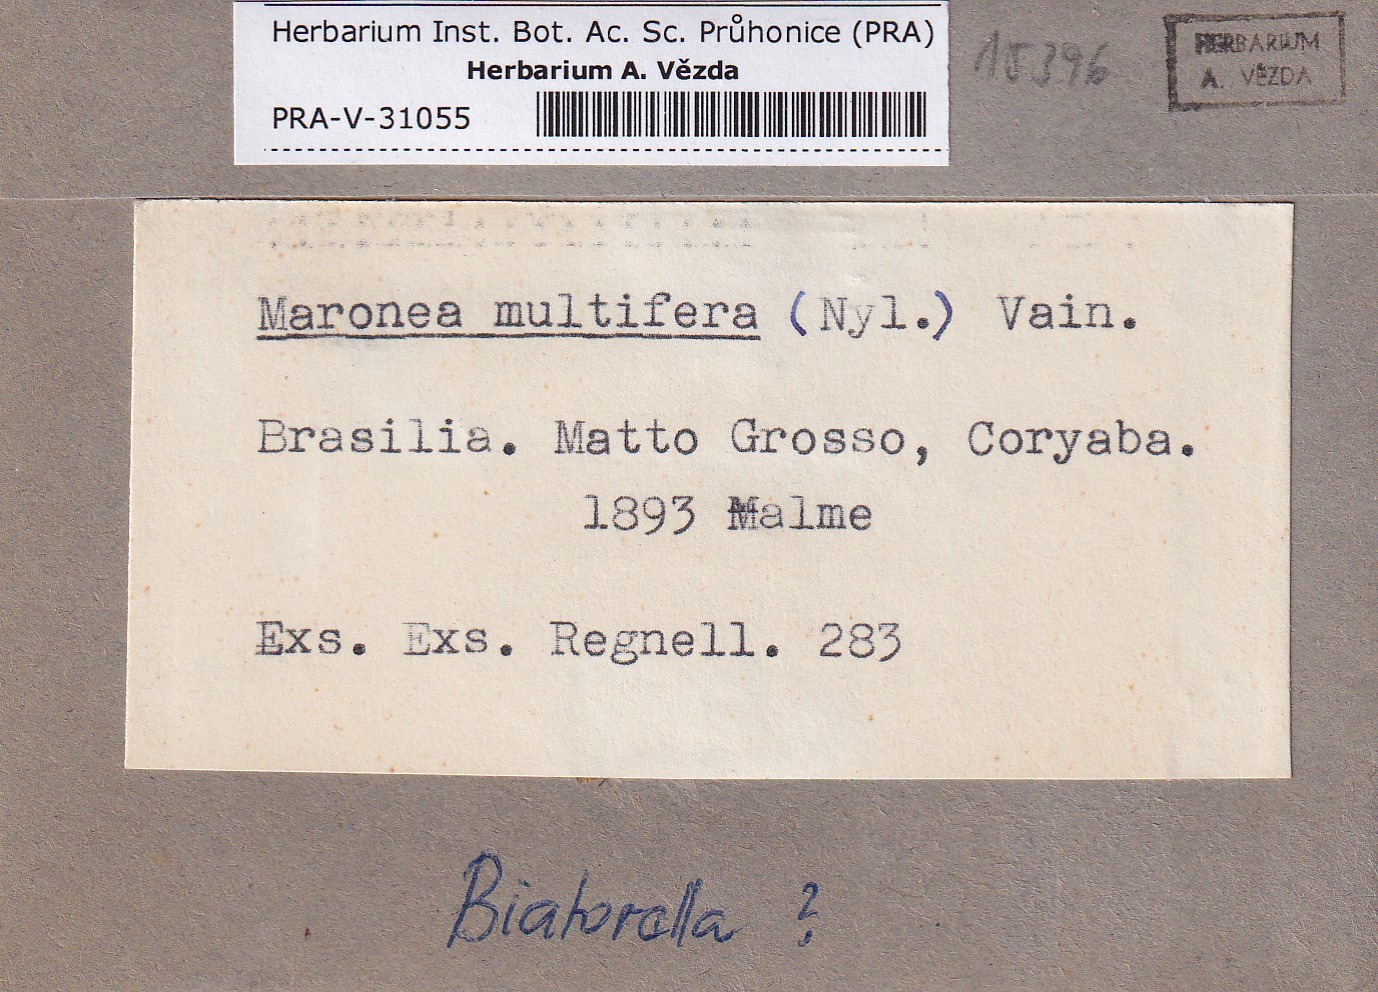 Herbarium Inst. Bot. Ac. Sc. Průhonice (PRA)
Herbarium A. Vězda
PRA-V-31055
15396
HERBARIUM
A. VĚZDA
Maronea multifera (Nyl.) Vain.
Brasilia. Matto Grosso, Coryaba.
1893 Malme
Exs. Exs. Regnell. 283
Biatorella ?